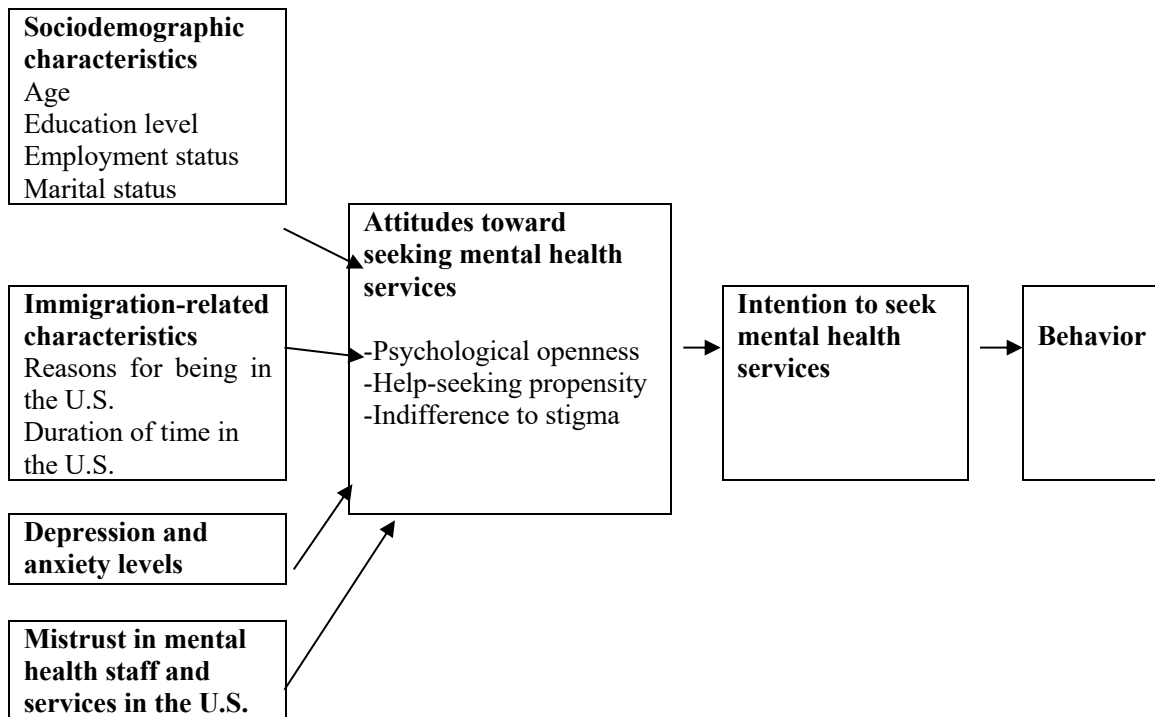 Sociodemographic
characteristics
Age
Education level
Employment status
Marital status
Immigration-related
characteristics
Reasons for being in
the U.S.
Duration of time in
the U.S.
Depression and
anxiety levels
Mistrust in mental
health staff and
services in the U.S.
Attitudes toward
seeking mental health
services
-Psychological openness
-Help-seeking propensity
-Indifference to stigma
Intention to seek
mental health
services
Behavior